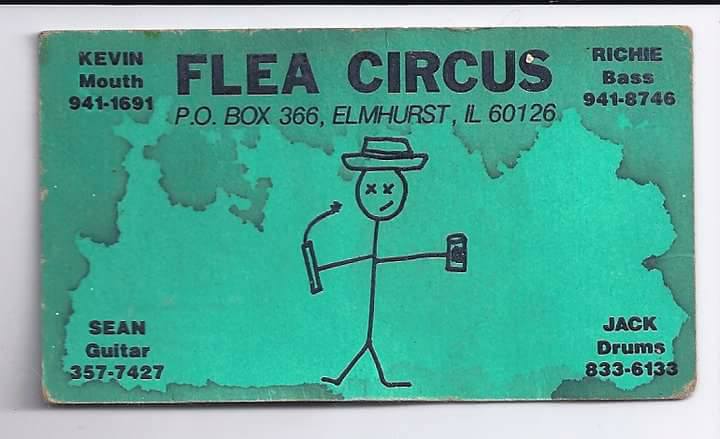 FLEA CIRCUS
P.O. BOX 366, ELMHURST, IL 60126
KEVIN
Mouth
941-1691
RICHIE
Bass
941-8746
SEAN
Guitar
357-7427
JACK
Drums
833-6133